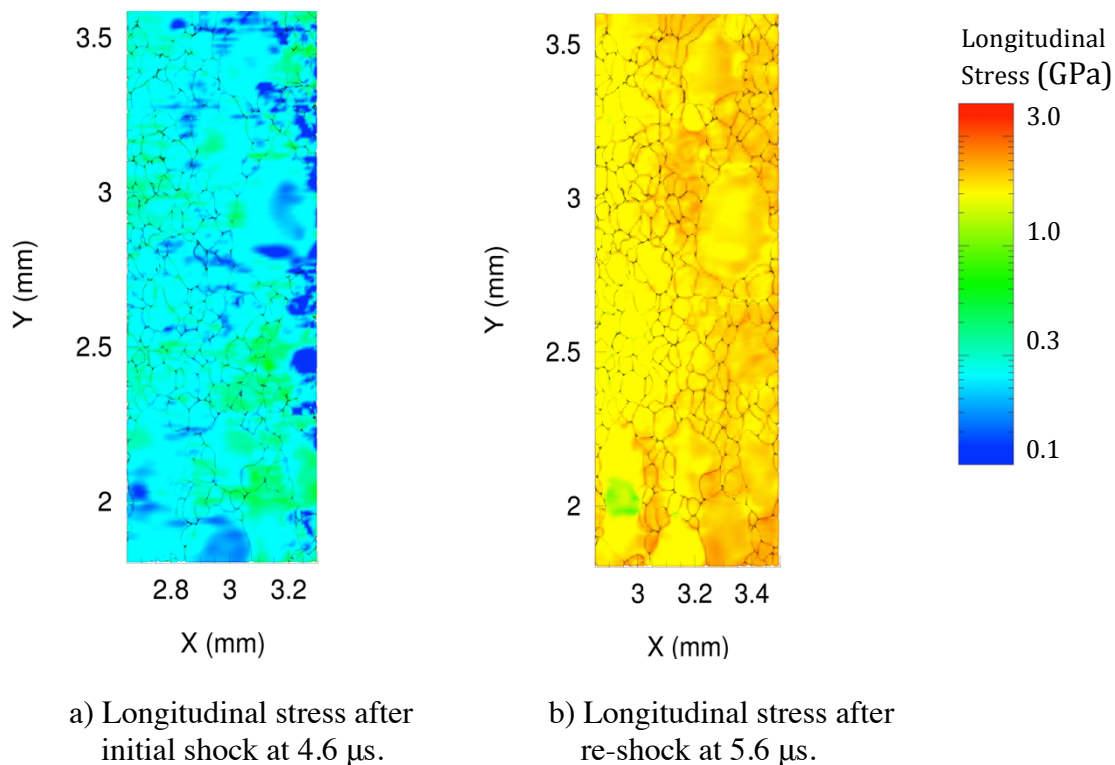 3.5
3
2.5
2
Y (mm)
2.8 3 3.2
X (mm)
a) Longitudinal stress after
initial shock at 4.6 μs.
3.5
3
2.5
2
Y (mm)
3 3.2 3.4
X (mm)
b) Longitudinal stress after
re-shock at 5.6 μs.
Longitudinal
Stress (GPa)
3.0
1.0
0.3
0.1